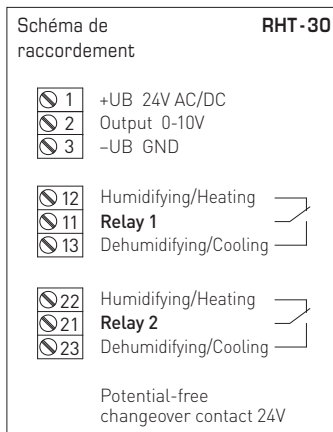 Schéma de raccordement RHT-30
1 +UB 24V AC/DC
2 Output 0-10V
3 –UB GND
12 Humidifying/Heating
11 Relay 1
13 Dehumidifying/Cooling
22 Humidifying/Heating
21 Relay 2
23 Dehumidifying/Cooling
Potential-free
changeover contact 24V